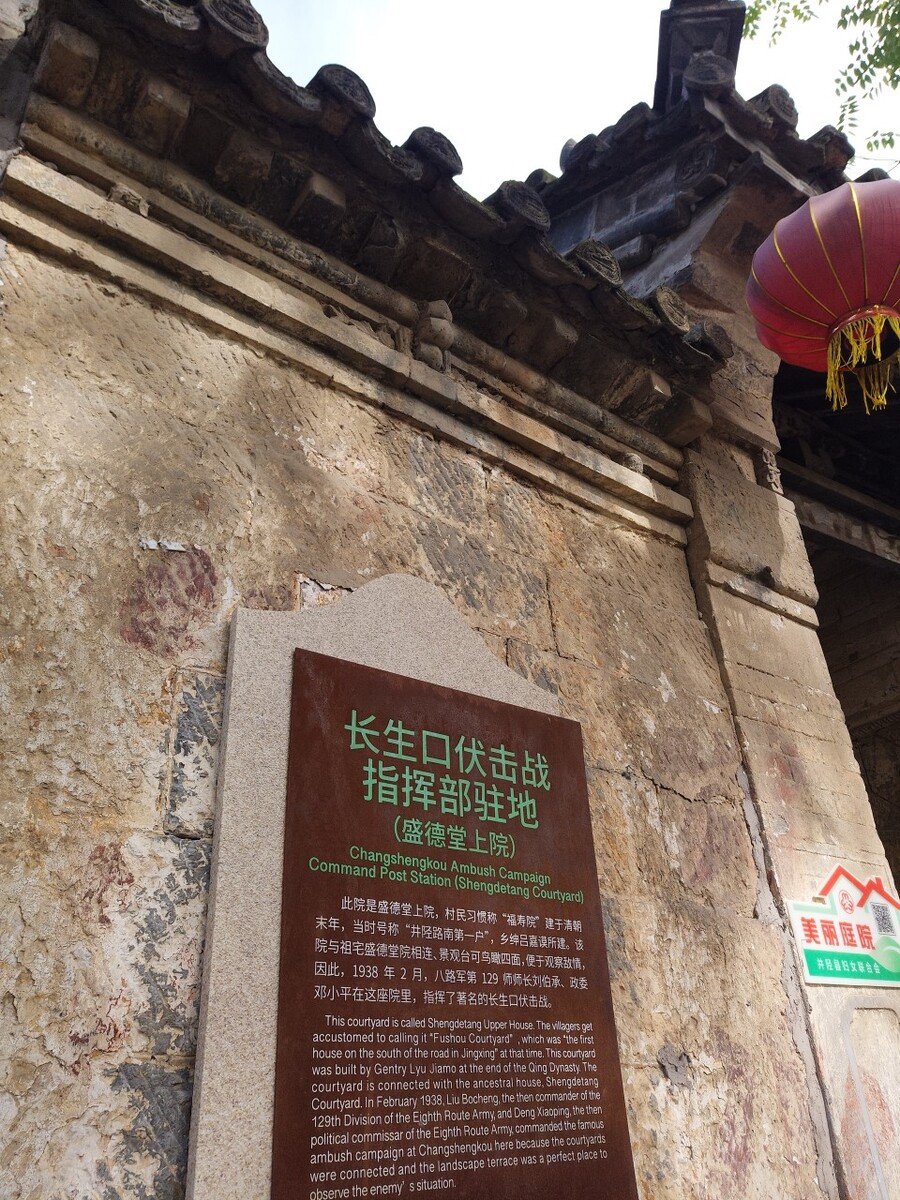 长生口伏击战
指挥部驻地
（盛德堂上院）
Changshengkou Ambush Campaign
Command Post Station (Shengdetang Courtyard)
此院是盛德堂上院，村民习惯称“福寿院”建于清朝
末年，当时号称“井陉路南第一户”，乡绅吕嘉谟所建。该
院与祖宅盛德堂院相连、景观台可鸟瞰四面，便于观察敌情，
因此，1938 年 2 月，八路军第 129 师师长刘伯承、政委
邓小平在这座院里，指挥了著名的长生口伏击战。
This courtyard is called Shengdetang Upper House. The villagers get
accustomed to calling it "Fushou Courtyard" , which was "the first
house on the south of the road in Jingxing" at that time. This courtyard
was built by Gentry Lyu Jiamo at the end of the Qing Dynasty. The
courtyard is connected with the ancestral house, Shengdetang
Courtyard. In February 1938, Liu Bocheng, the then commander of the
129th Division of the Eighth Route Army, and Deng Xiaoping, the then
political commissar of the Eighth Route Army, commanded the famous
ambush campaign at Changshengkou here because the courtyards
were connected and the landscape terrace was a perfect place to
observe the enemy' s situation.
美丽庭院
井陉县妇女联合会